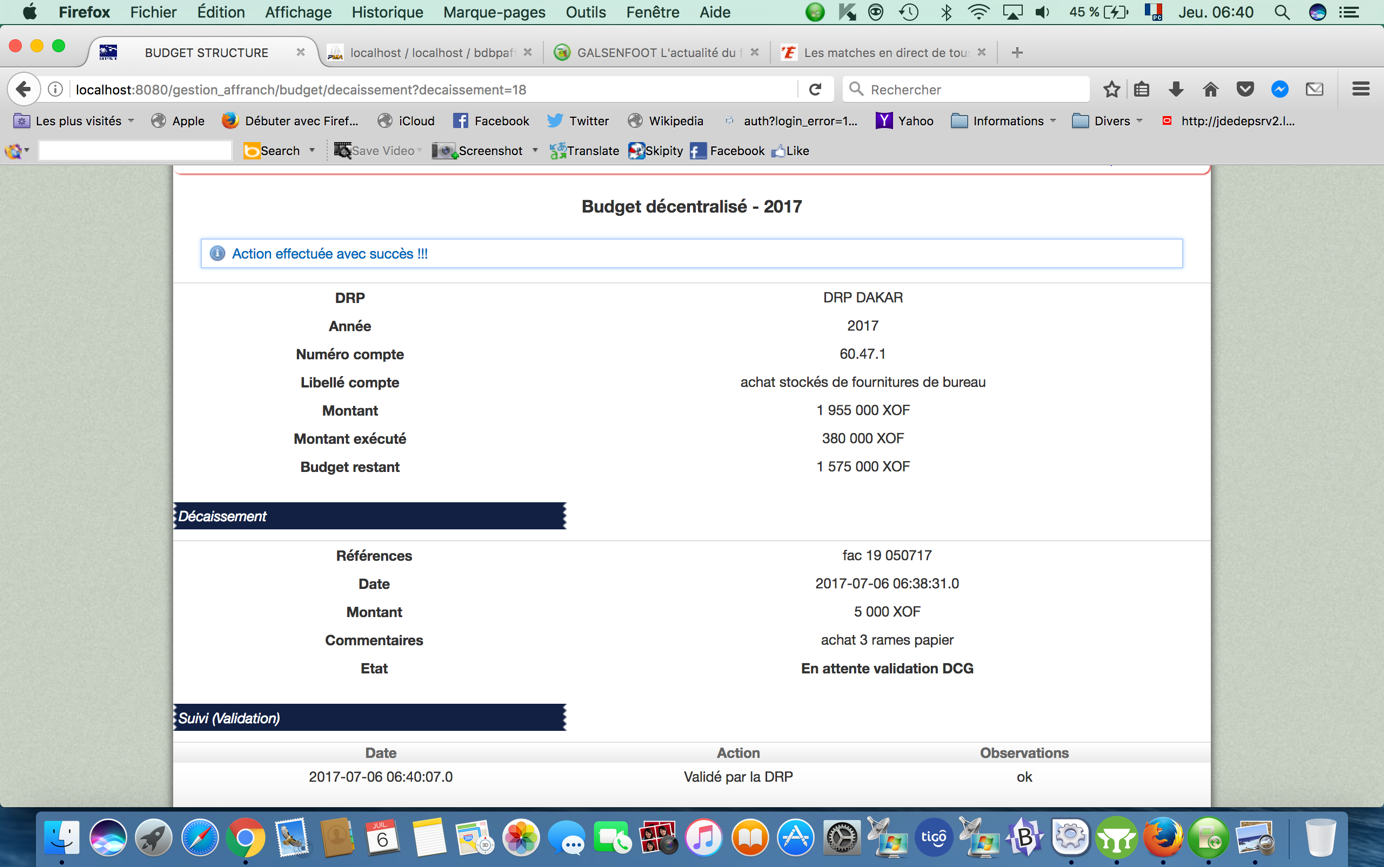 Firefox Fichier Édition Affichage Historique Marque-pages Outils Fenêtre Aide 45 % Jeu. 06:40
BUDGET STRUCTURE localhost / localhost / bdbpaf GALSENFOOT L'actualité du f Les matches en direct de tou
localhost:8080/gestion_affranch/budget/decaissement?decaissement=18 Rechercher
Les plus visités Apple Débuter avec Firef... iCloud Facebook Twitter Wikipedia auth?login_error=1... Yahoo Informations Divers http://jdedepsrv2.l...
Search Save Video Screenshot Translate Skipity Facebook Like
Budget décentralisé - 2017
Action effectuée avec succès !!!
DRP DRP DAKAR
Année 2017
Numéro compte 60.47.1
Libellé compte achat stockés de fournitures de bureau
Montant 1 955 000 XOF
Montant exécuté 380 000 XOF
Budget restant 1 575 000 XOF
Décaissement
Références fac 19 050717
Date 2017-07-06 06:38:31.0
Montant 5 000 XOF
Commentaires achat 3 rames papier
Etat En attente validation DCG
Suivi (Validation)
Date Action Observations
2017-07-06 06:40:07.0 Validé par la DRP ok
JUIL. 6 tigo B